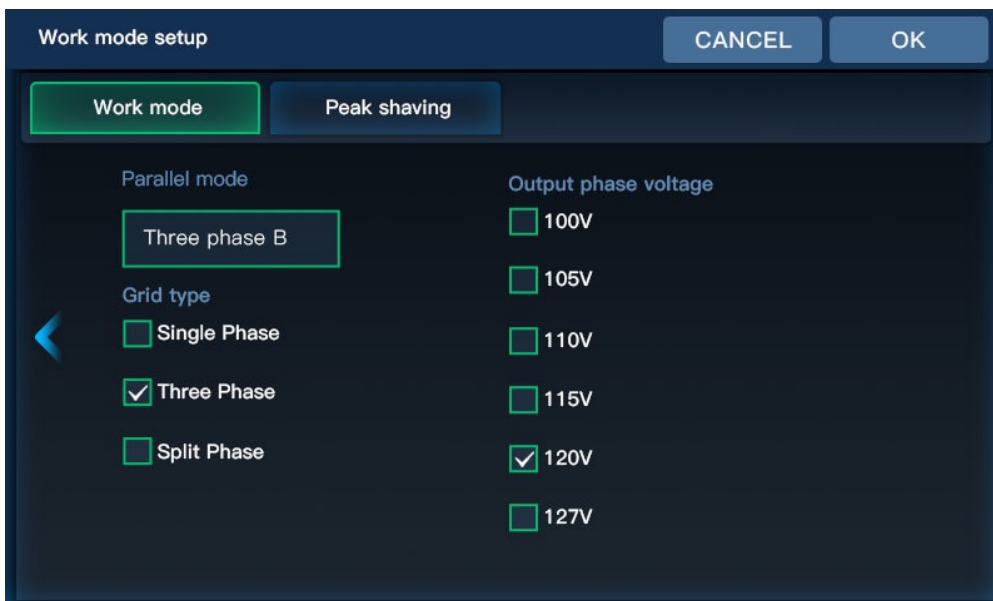 Work mode setup
CANCEL
OK
Work mode
Peak shaving
Parallel mode
Three phase B
Grid type
Single Phase
Three Phase
Split Phase
Output phase voltage
100V
105V
110V
115V
120V
127V